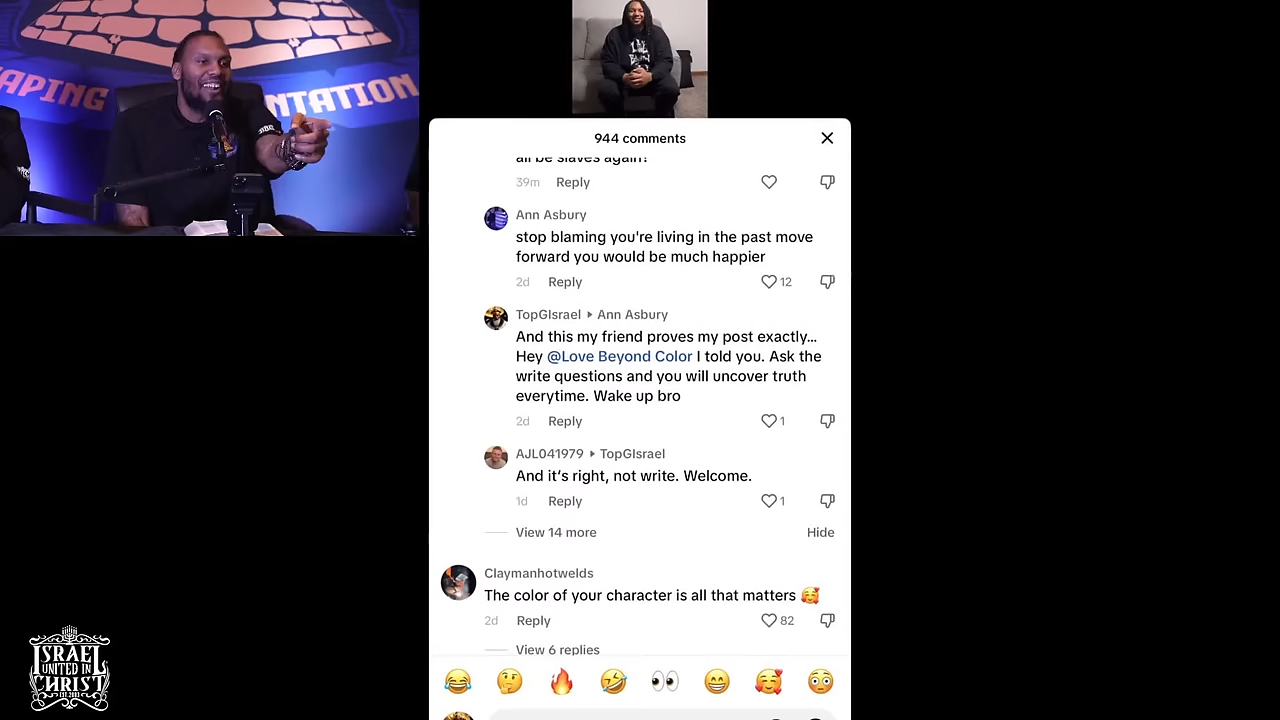 APING
NTATION
944 comments
all be slaves again?
39m Reply
Ann Asbury
stop blaming you're living in the past move
forward you would be much happier
2d Reply 12
TopGIsrael ▸ Ann Asbury
And this my friend proves my post exactly...
Hey @Love Beyond Color I told you. Ask the
write questions and you will uncover truth
everytime. Wake up bro
2d Reply 1
AJL041979 ▸ TopGIsrael
And it's right, not write. Welcome.
1d Reply 1
View 14 more Hide
Claymanhotwelds
The color of your character is all that matters 🥰
2d Reply 82
View 6 replies
ISRAEL
UNITED IN
CHRIST
EST. 2003